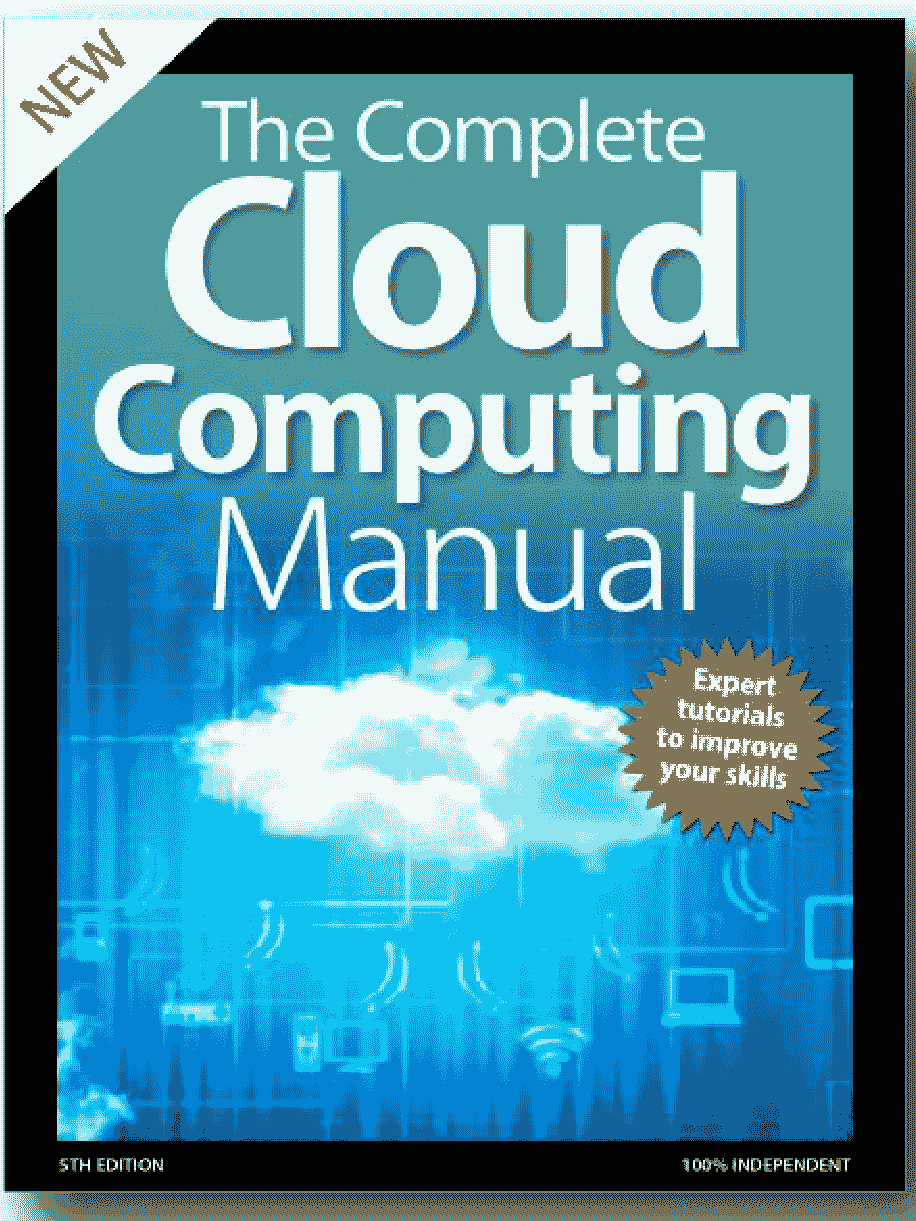 NEW
The Complete
Cloud
Computing
Manual
Expert
tutorials
to improve
your skills
5TH EDITION
100% INDEPENDENT